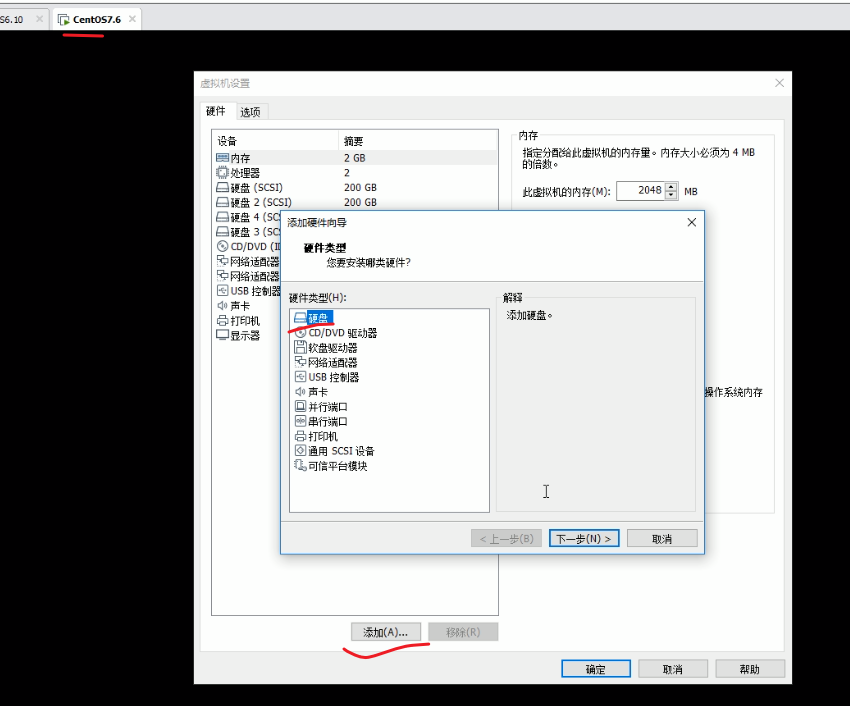 S6.10
CentOS7.6
虚拟机设置
硬件
选项
设备
摘要
内存
2 GB
处理器
2
硬盘 (SCSI)
200 GB
硬盘 2 (SCSI)
200 GB
硬盘 4 (SC
硬盘 3 (SC
CD/DVD (I
网络适配器
网络适配器
USB 控制器
声卡
打印机
显示器
内存
指定分配给此虚拟机的内存量。内存大小必须为 4 MB
的倍数。
此虚拟机的内存(M):
2048
MB
操作系统内存
添加硬件向导
硬件类型
您要安装哪类硬件?
硬件类型(H):
硬盘
CD/DVD 驱动器
软盘驱动器
网络适配器
USB 控制器
声卡
并行端口
串行端口
打印机
通用 SCSI 设备
可信平台模块
解释
添加硬盘。
< 上一步(B)
下一步(N) >
取消
添加(A)...
移除(R)
确定
取消
帮助